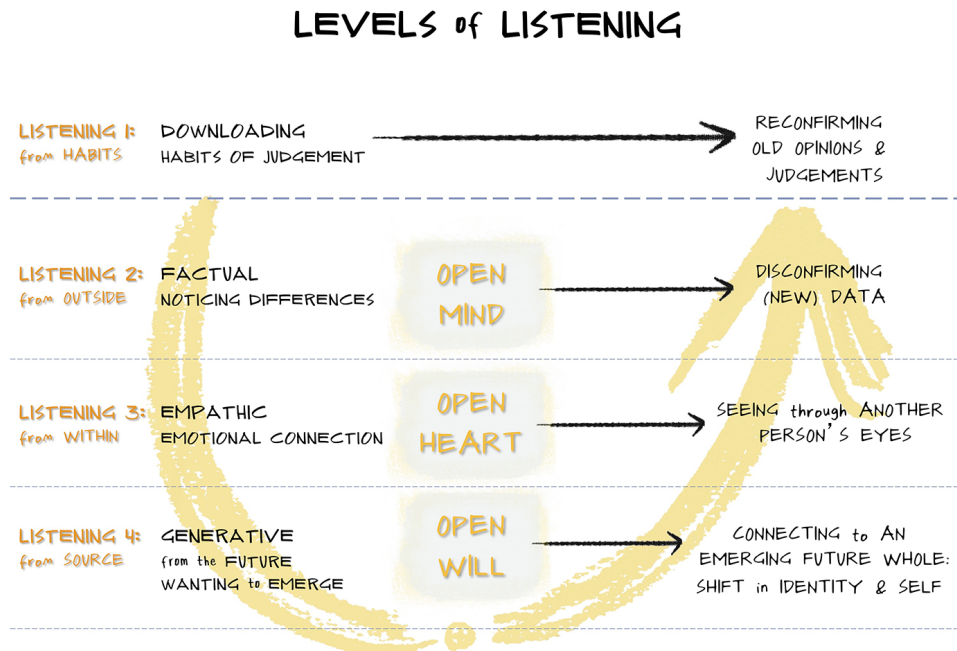 LEVELS of LISTENING
LISTENING 1:
from HABITS
DOWNLOADING
HABITS OF JUDGEMENT
RECONFIRMING
OLD OPINIONS &
JUDGEMENTS
LISTENING 2:
from OUTSIDE
FACTUAL
NOTICING DIFFERENCES
OPEN
MIND
DISCONFIRMING
(NEW) DATA
LISTENING 3:
from WITHIN
EMPATHIC
EMOTIONAL CONNECTION
OPEN
HEART
SEEING through ANOTHER
PERSON'S EYES
LISTENING 4:
from SOURCE
GENERATIVE
from the FUTURE
WANTING to EMERGE
OPEN
WILL
CONNECTING to AN
EMERGING FUTURE WHOLE:
SHIFT in IDENTITY & SELF